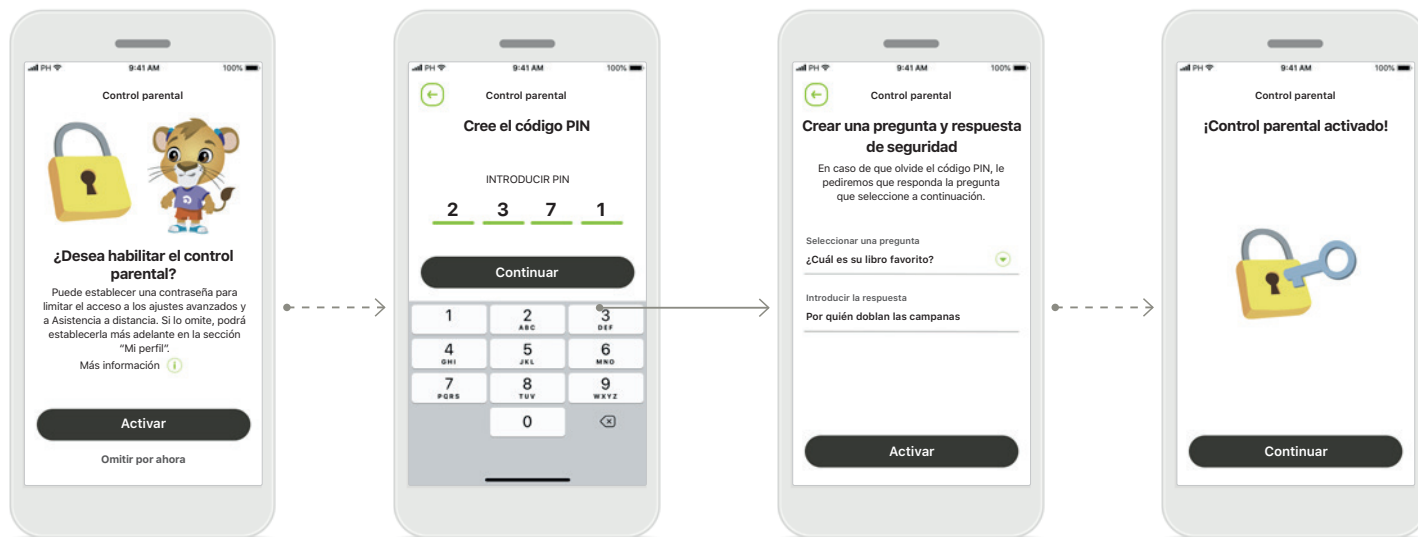 PH 9:41 AM 100%
Control parental
¿Desea habilitar el control
parental?
Puede establecer una contraseña para
limitar el acceso a los ajustes avanzados y
a Asistencia a distancia. Si lo omite, podrá
establecerla más adelante en la sección
“Mi perfil”.
Más información i
Activar
Omitir por ahora
PH 9:41 AM 100%
Control parental
Cree el código PIN
INTRODUCIR PIN
2 3 7 1
Continuar
1 2 3
ABC DEF
4 5 6
GHI JKL MNO
7 8 9
PQRS TUV WXYZ
0
PH 9:41 AM 100%
Control parental
Crear una pregunta y respuesta
de seguridad
En caso de que olvide el código PIN, le
pediremos que responda la pregunta
que seleccione a continuación.
Seleccionar una pregunta
¿Cuál es su libro favorito?
Introducir la respuesta
Por quién doblan las campanas
Activar
PH 9:41 AM 100%
Control parental
¡Control parental activado!
Continuar